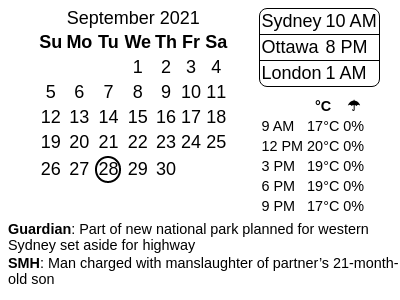 September 2021
Su Mo Tu We Th Fr Sa
1 2 3 4
5 6 7 8 9 10 11
12 13 14 15 16 17 18
19 20 21 22 23 24 25
26 27 28 29 30
Sydney 10 AM
Ottawa 8 PM
London 1 AM
°C ☂
9 AM 17°C 0%
12 PM 20°C 0%
3 PM 19°C 0%
6 PM 19°C 0%
9 PM 17°C 0%
Guardian: Part of new national park planned for western
Sydney set aside for highway
SMH: Man charged with manslaughter of partner’s 21-month-
old son